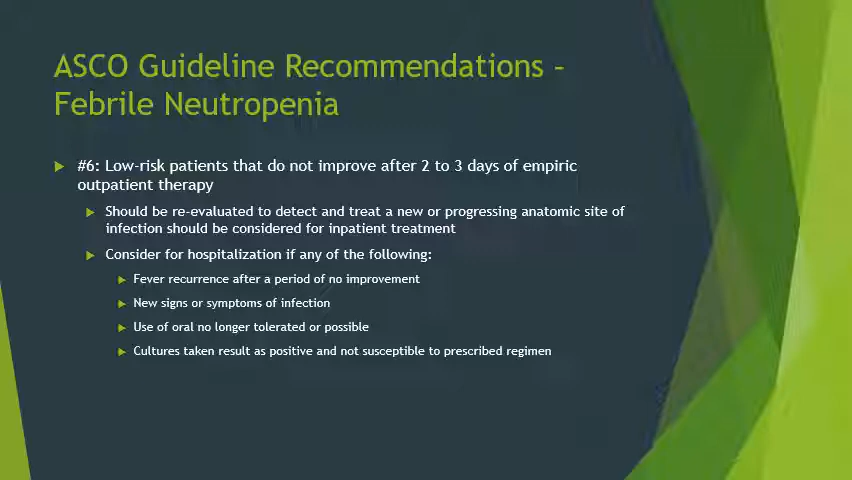 ASCO Guideline Recommendations –
Febrile Neutropenia
#6: Low-risk patients that do not improve after 2 to 3 days of empiric
outpatient therapy
Should be re-evaluated to detect and treat a new or progressing anatomic site of
infection should be considered for inpatient treatment
Consider for hospitalization if any of the following:
Fever recurrence after a period of no improvement
New signs or symptoms of infection
Use of oral no longer tolerated or possible
Cultures taken result as positive and not susceptible to prescribed regimen